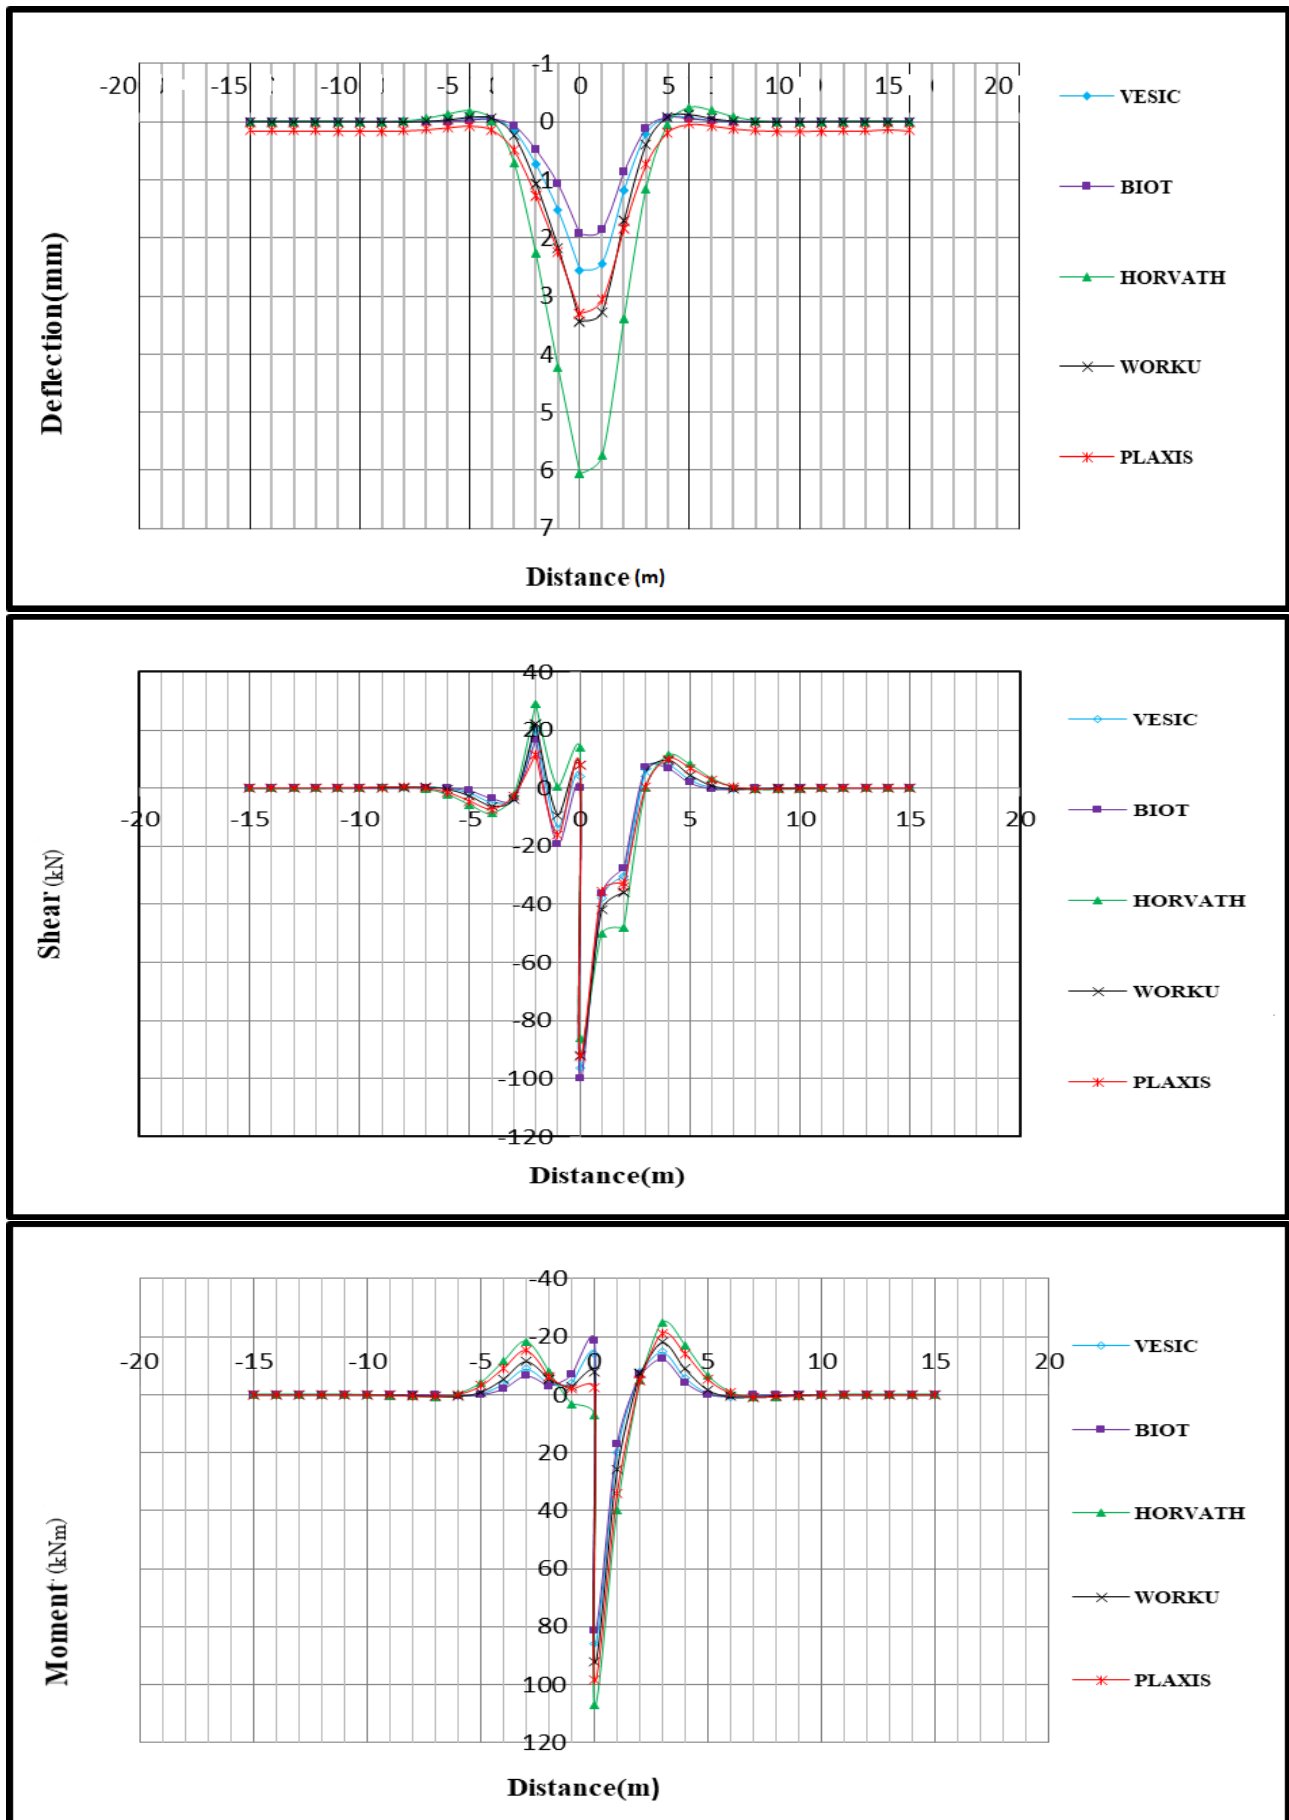 -1
-20 -15 -5 0 5 10 15 20
0
1
2
3
4
5
6
7
Deflection(mm)
Distance (m)
VESIC
BIOT
HORVATH
WORKU
PLAXIS
40
20
0
-20 -15 -10 -5 0 5 10 15 20
-20
-40
-60
-80
-100
-120
Shear (kN)
Distance(m)
VESIC
BIOT
HORVATH
WORKU
PLAXIS
-40
-20
-20 -15 -10 -5 0 5 10 15 20
0
20
40
60
80
100
120
Moment (kNm)
Distance(m)
VESIC
BIOT
HORVATH
WORKU
PLAXIS